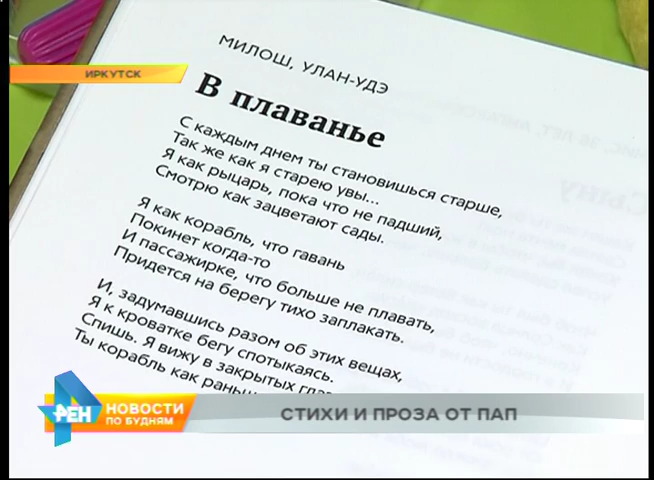 ИРКУТСК
МИЛОШ, УЛАН-УДЭ
В плаванье
С каждым днем ты становишься старше,
Так же как я старею увы...
Я как рыцарь, пока что не падший,
Смотрю как зацветают сады.
Я как корабль, что гавань
Покинет когда-то
И пассажирке, что больше не плавать,
Придется на берегу тихо заплакать.
И, задумавшись разом об этих вещах,
Я к кроватке бегу спотыкаясь.
Спишь. Я вижу в закрытых
Ты корабль как
РЕН
НОВОСТИ
ПО БУДНЯМ
СТИХИ И ПРОЗА ОТ ПАП